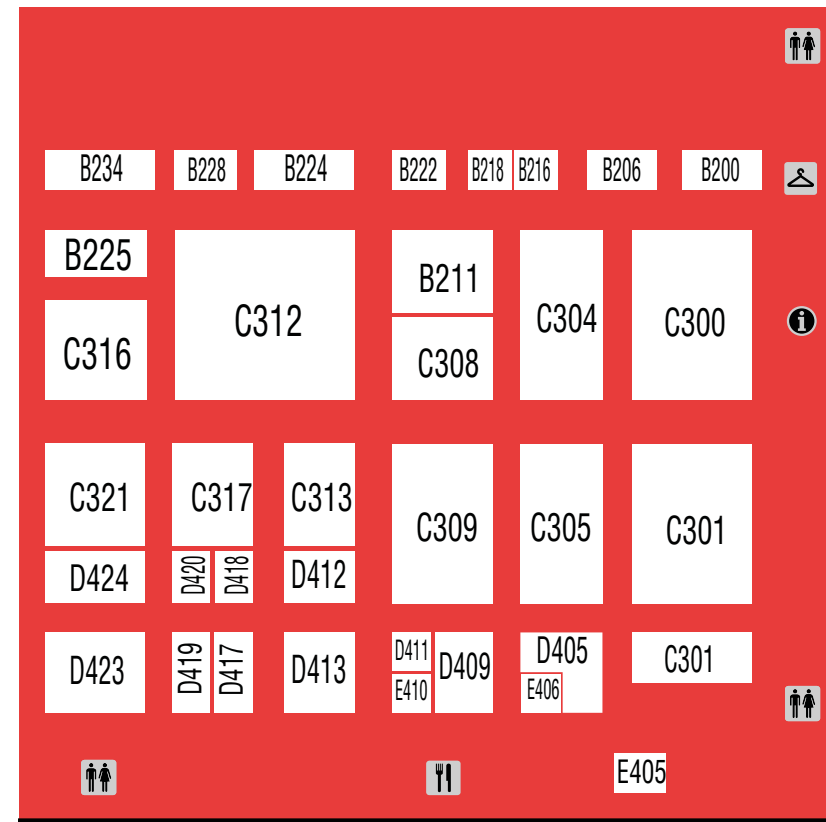 B234 B228 B224 B222 B218 B216 B206 B200
B225 C312 B211 C304 C300
C316 C308
C321 C317 C313 C309 C305 C301
D424 D420 D418 D412
D423 D419 D417 D413 D411 D409 D405 C301
E410 E406
E405